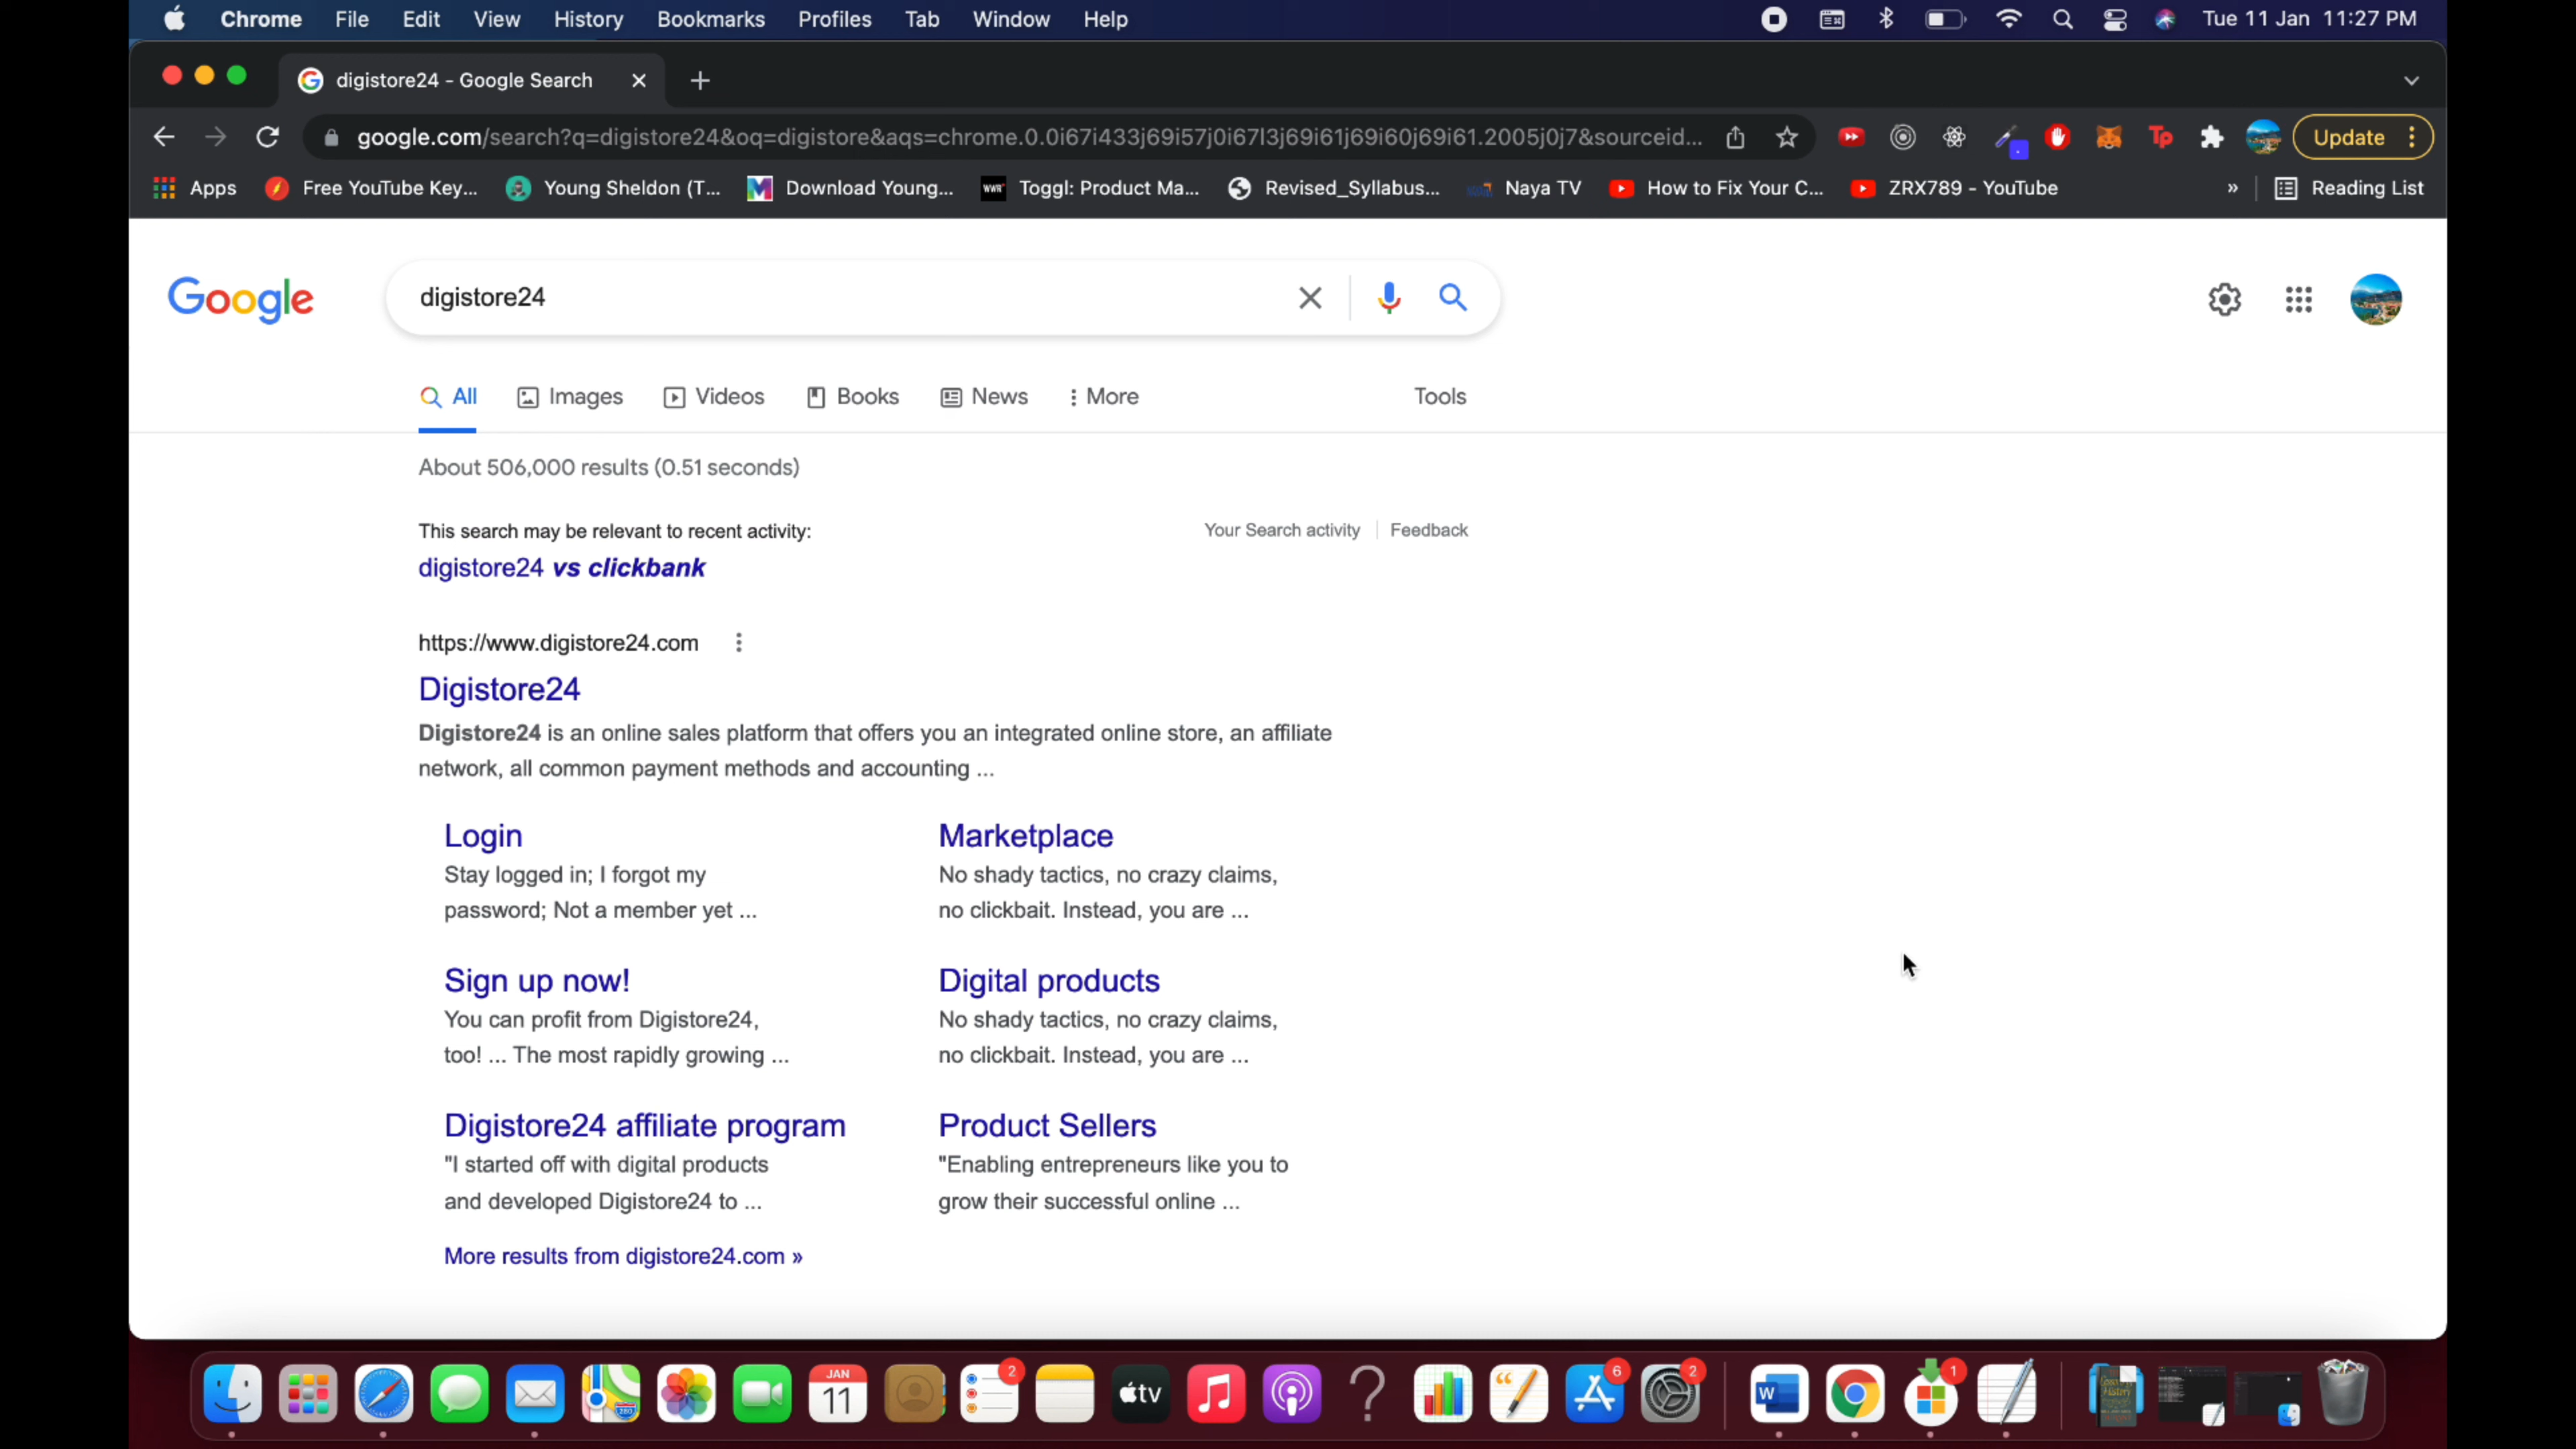 Chrome File Edit View History Bookmarks Profiles Tab Window Help Tue 11 Jan 11:27 PM
digistore24 - Google Search
google.com/search?q=digistore24&oq=digistore&aqs=chrome.0.0i67j433j69i57j0i67l3j69i61j69i60j69i61.2005j0j7&sourceid... Tp Update
Apps Free YouTube Key... Young Sheldon (T... Download Young... Toggl: Product Ma... Revised_Syllabus... Naya TV How to Fix Your C... ZRX789 - YouTube » Reading List
Google digistore24
All Images Videos Books News More Tools
About 506,000 results (0.51 seconds)
This search may be relevant to recent activity: Your Search activity Feedback
digistore24 vs clickbank
https://www.digistore24.com
Digistore24
Digistore24 is an online sales platform that offers you an integrated online store, an affiliate
network, all common payment methods and accounting ...
Login
Stay logged in; I forgot my
password; Not a member yet ...
Marketplace
No shady tactics, no crazy claims,
no clickbait. Instead, you are ...
Sign up now!
You can profit from Digistore24,
too! ... The most rapidly growing ...
Digital products
No shady tactics, no crazy claims,
no clickbait. Instead, you are ...
Digistore24 affiliate program
"I started off with digital products
and developed Digistore24 to ...
Product Sellers
"Enabling entrepreneurs like you to
grow their successful online ...
More results from digistore24.com »
JAN 11 2 tv 6 2 W 1